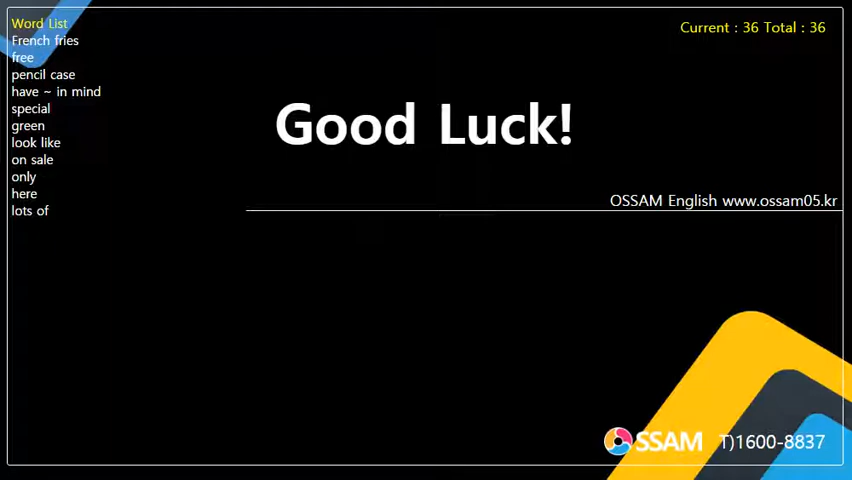 Word List
French fries
free
pencil case
have ~ in mind
special
green
look like
on sale
only
here
lots of
Current : 36 Total : 36
Good Luck!
OSSAM English www.ossam05.kr
OSSAM T)1600-8837